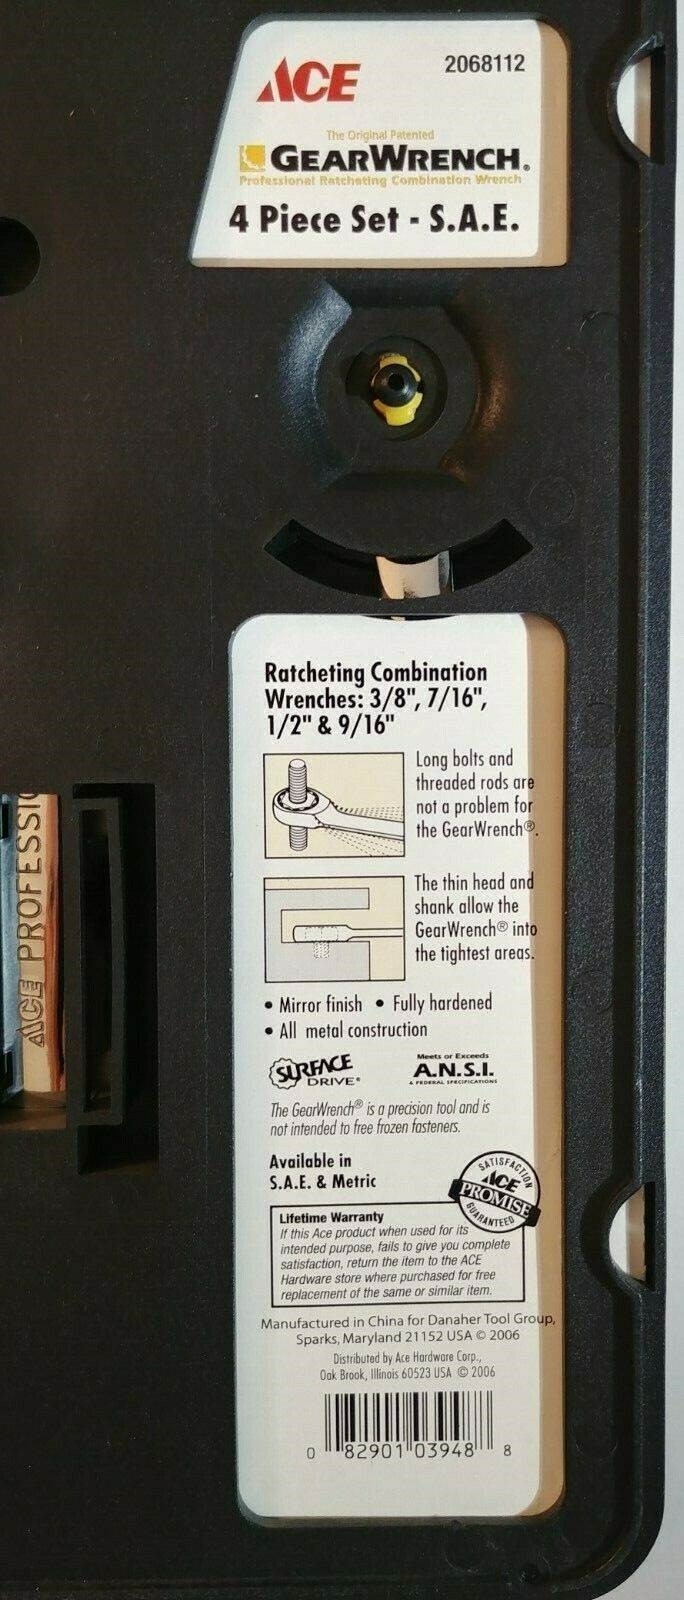 ACE
2068112
The Original Patented
GEARWRENCH®
Professional Ratcheting Combination Wrench
4 Piece Set - S.A.E.
Ratcheting Combination
Wrenches: 3/8", 7/16",
1/2" & 9/16"
Long bolts and
threaded rods are
not a problem for
the GearWrench®.
The thin head and
shank allow the
GearWrench® into
the tightest areas.
• Mirror finish • Fully hardened
• All metal construction
SURFACE
DRIVE®
Meets or Exceeds
A.N.S.I.
& FEDERAL SPECIFICATIONS
The GearWrench® is a precision tool and is
not intended to free frozen fasteners.
Available in
S.A.E. & Metric
SATISFACTION
ACE
PROMISE
GUARANTEED
Lifetime Warranty
If this Ace product when used for its
intended purpose, fails to give you complete
satisfaction, return the item to the ACE
Hardware store where purchased for free
replacement of the same or similar item.
Manufactured in China for Danaher Tool Group,
Sparks, Maryland 21152 USA © 2006
Distributed by Ace Hardware Corp.,
Oak Brook, Illinois 60523 USA © 2006
0 82901 03948 8
ACE PROFESSIO